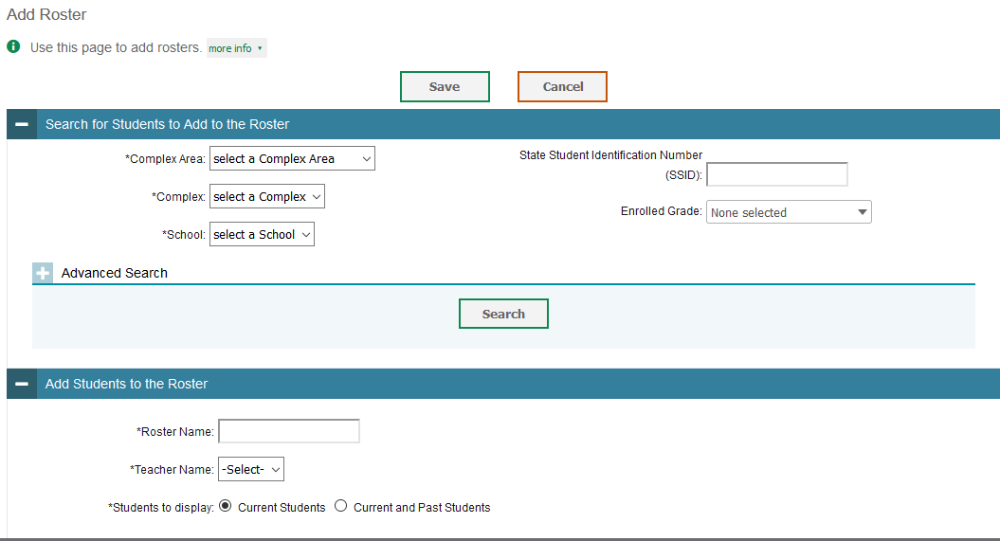 Add Roster
Use this page to add rosters. more info
Save Cancel
Search for Students to Add to the Roster
*Complex Area: select a Complex Area
State Student Identification Number
(SSID):
*Complex: select a Complex
Enrolled Grade: None selected
*School: select a School
Advanced Search
Search
Add Students to the Roster
*Roster Name:
*Teacher Name: -Select-
*Students to display: Current Students Current and Past Students